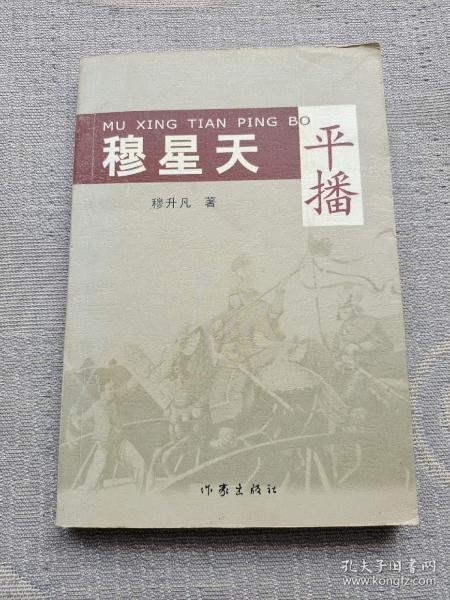 MU XING TIAN PING BO
穆星天
平播
穆升凡 著
作家出版社
孔夫子旧书网
www.kongfz.com